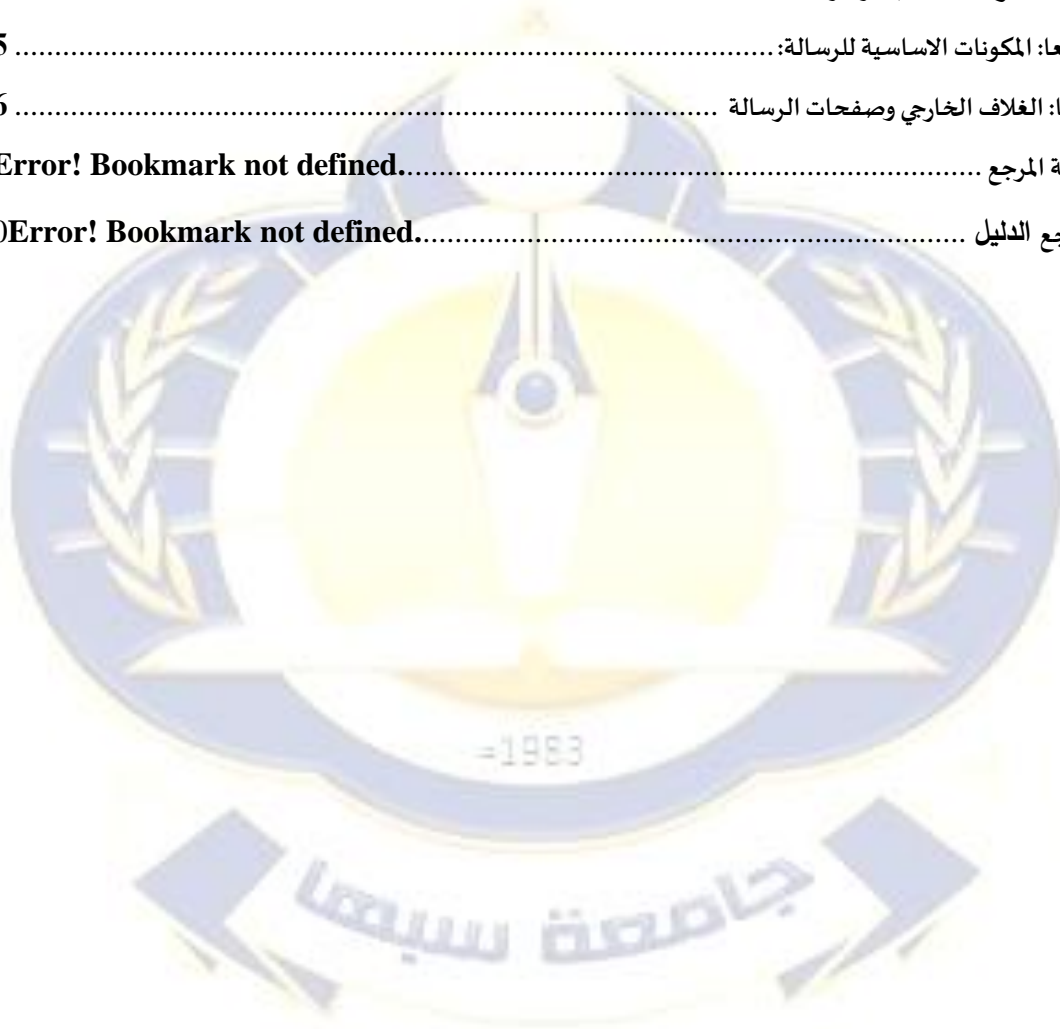 عا: المكونات الاساسية للرسالة: ........................................................................................ 5
ا: الغلاف الخارجي وصفحات الرسالة ........................................................................................ 6
ة المرجع ........................................................................Error! Bookmark not defined.
جع الدليل ....................................................................Error! Bookmark not defined.0
=1983
جامعة سبها